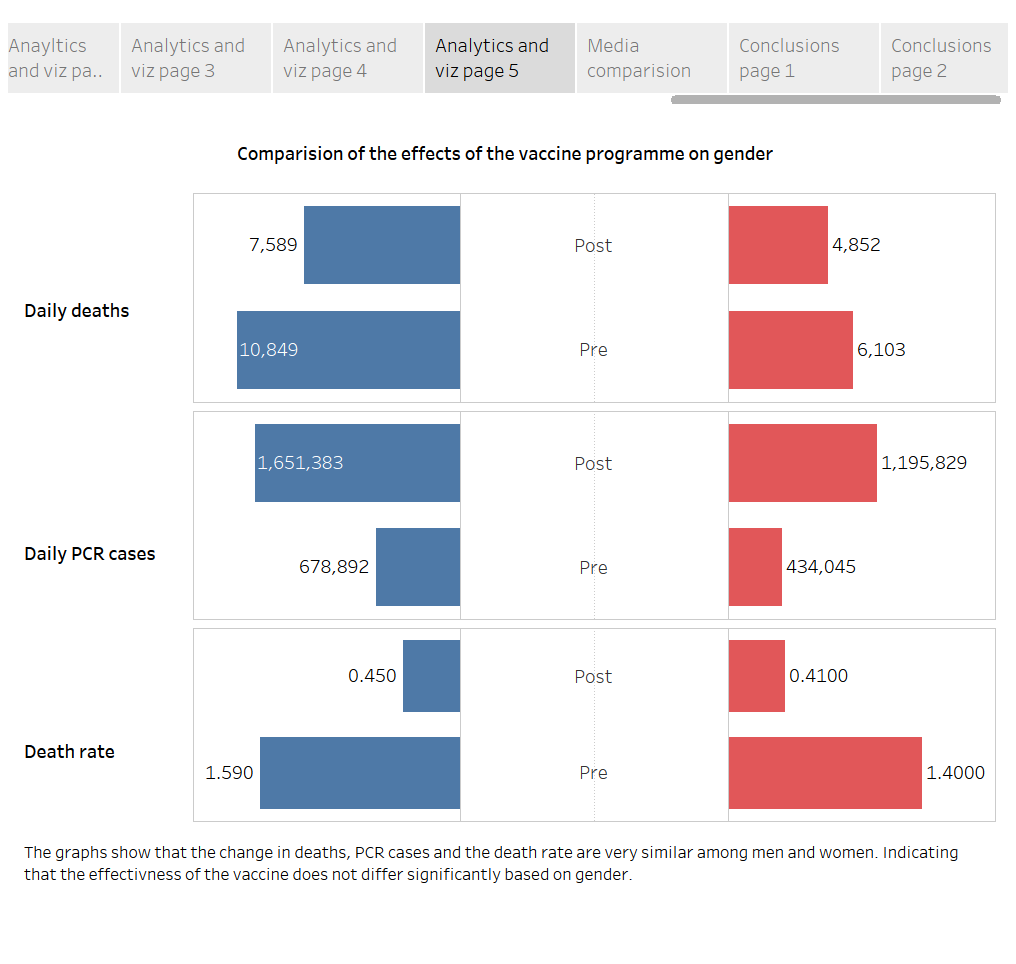 Anayltics
and viz pa..
Analytics and
viz page 3
Analytics and
viz page 4
Analytics and
viz page 5
Media
comparision
Conclusions
page 1
Conclusions
page 2
Comparision of the effects of the vaccine programme on gender
Daily deaths
7,589
Post
4,852
10,849
Pre
6,103
Daily PCR cases
1,651,383
Post
1,195,829
678,892
Pre
434,045
Death rate
0.450
Post
0.4100
1.590
Pre
1.4000
The graphs show that the change in deaths, PCR cases and the death rate are very similar among men and women. Indicating
that the effectivness of the vaccine does not differ significantly based on gender.